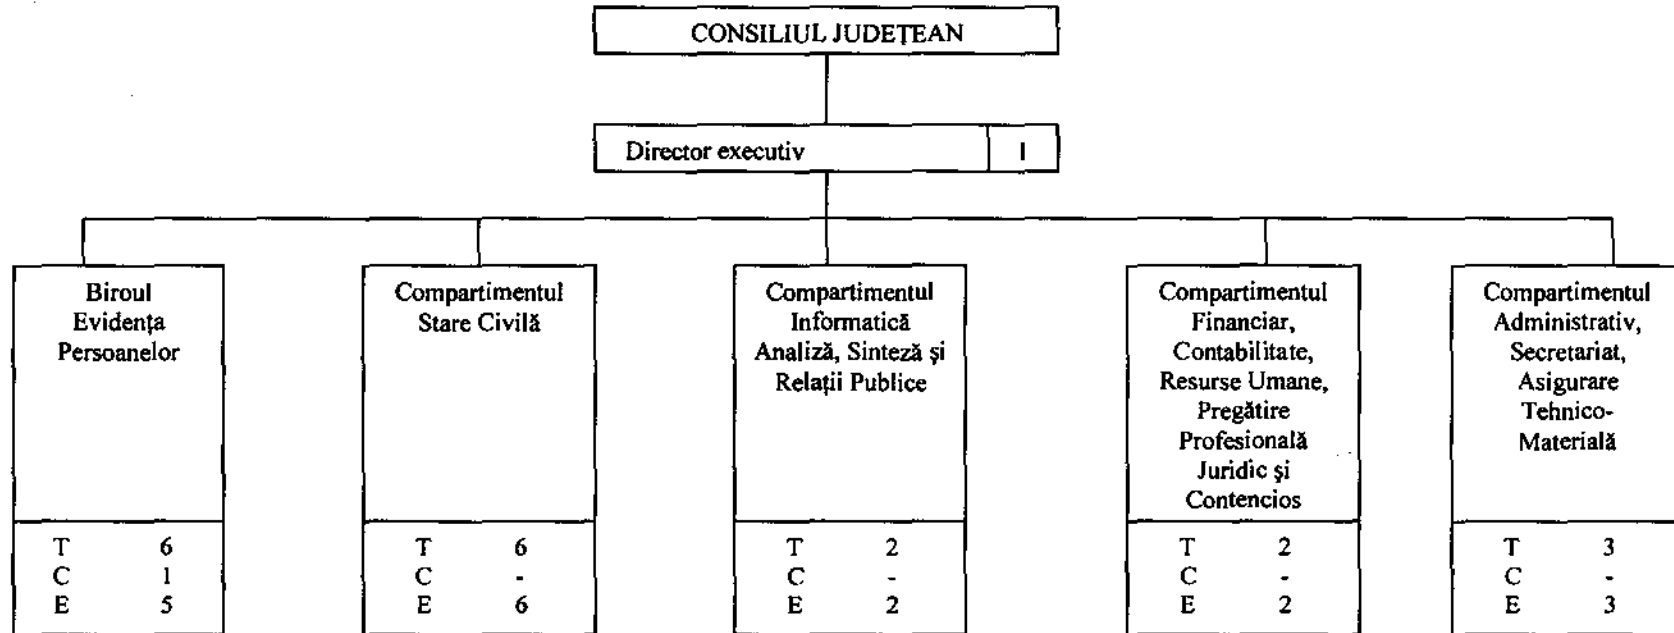 CONSILIUL JUDEȚEAN
Director executiv 1
Biroul
Evidența
Persoanelor
T 6
C 1
E 5
Compartimentul
Stare Civilă
T 6
C -
E 6
Compartimentul
Informatică
Analiză, Sinteză și
Relații Publice
T 2
C -
E 2
Compartimentul
Financiar,
Contabilitate,
Resurse Umane,
Pregătire
Profesională
Juridic și
Contencios
T 2
C -
E 2
Compartimentul
Administrativ,
Secretariat,
Asigurare
Tehnico-
Materială
T 3
C -
E 3